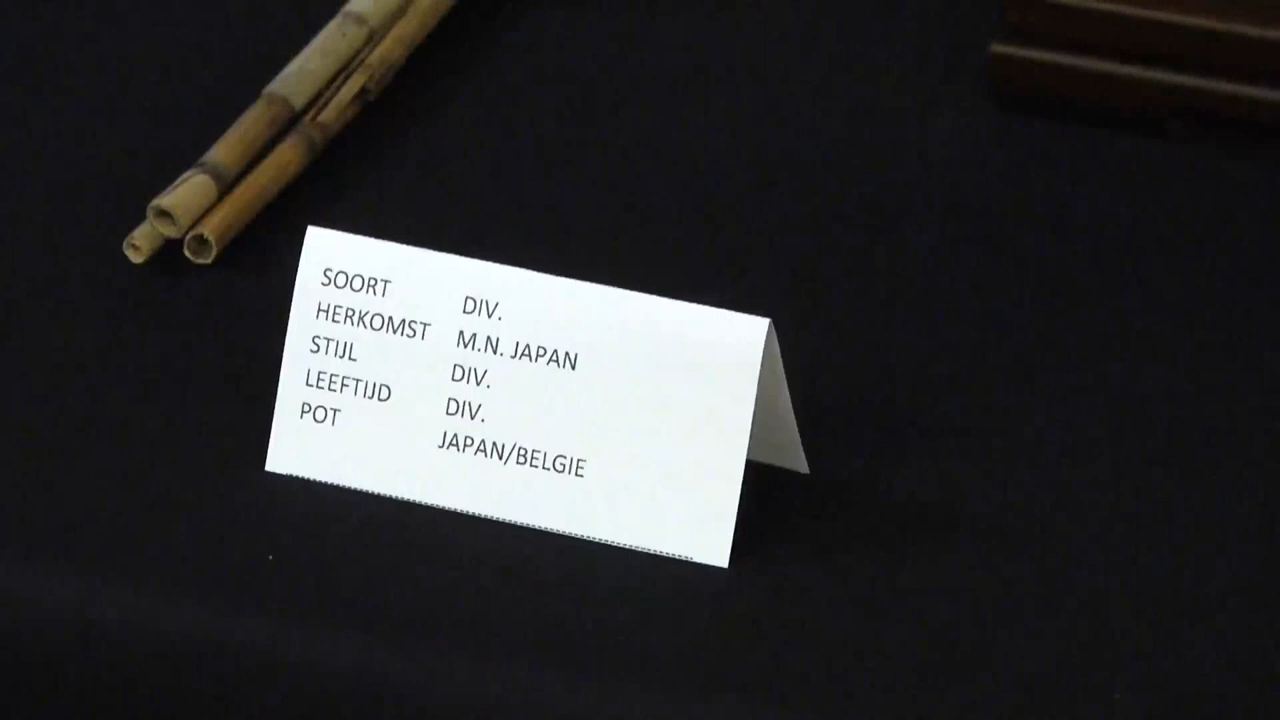 SOORT DIV.
HERKOMST M.N. JAPAN
STIJL DIV.
LEEFTIJD DIV.
POT JAPAN/BELGIE